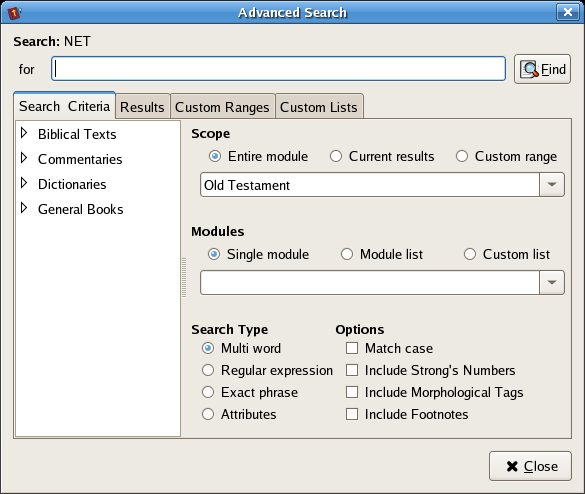 Advanced Search
Search: NET
for
Find
Search Criteria Results Custom Ranges Custom Lists
Biblical Texts
Commentaries
Dictionaries
General Books
Scope
Entire module Current results Custom range
Old Testament
Modules
Single module Module list Custom list
Search Type Options
Multi word Match case
Regular expression Include Strong's Numbers
Exact phrase Include Morphological Tags
Attributes Include Footnotes
Close